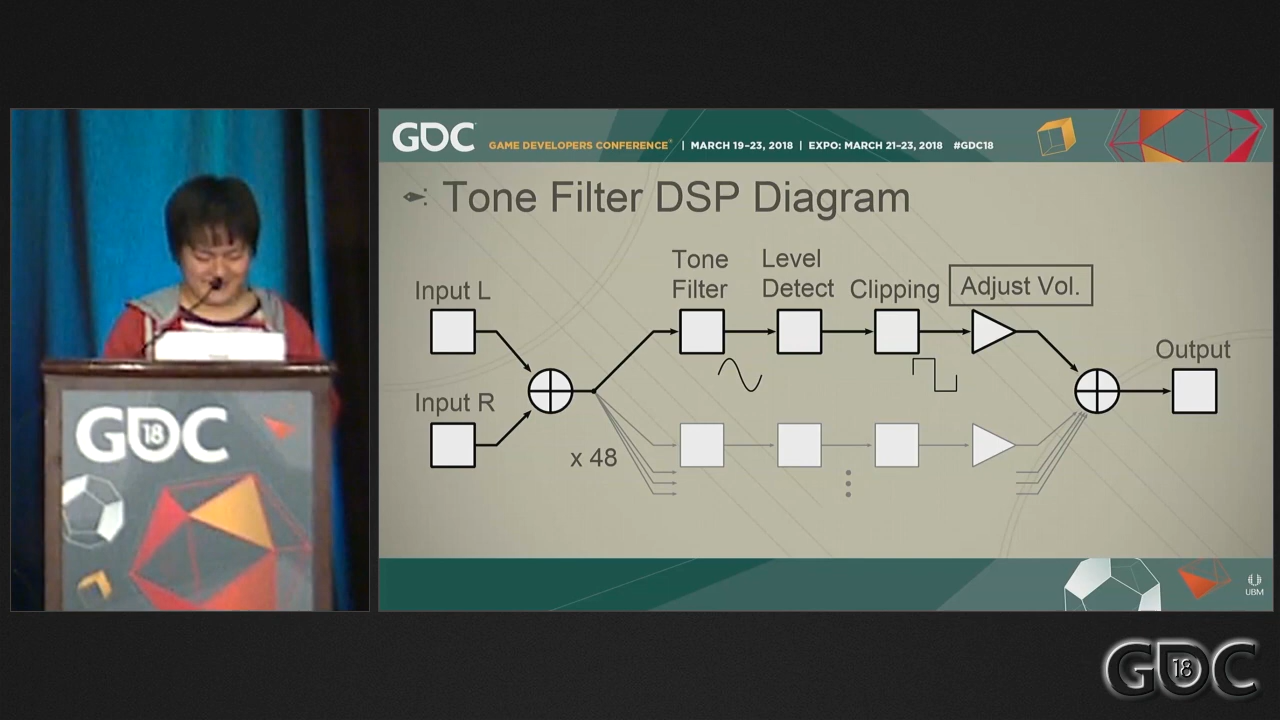 GDC
GAME DEVELOPERS CONFERENCE® | MARCH 19–23, 2018 | EXPO: MARCH 21–23, 2018 #GDC18
Tone Filter DSP Diagram
Input L
Input R
x 48
Tone
Filter
Level
Detect
Clipping
Adjust Vol.
Output
UBM
GDC
18
GDC
18